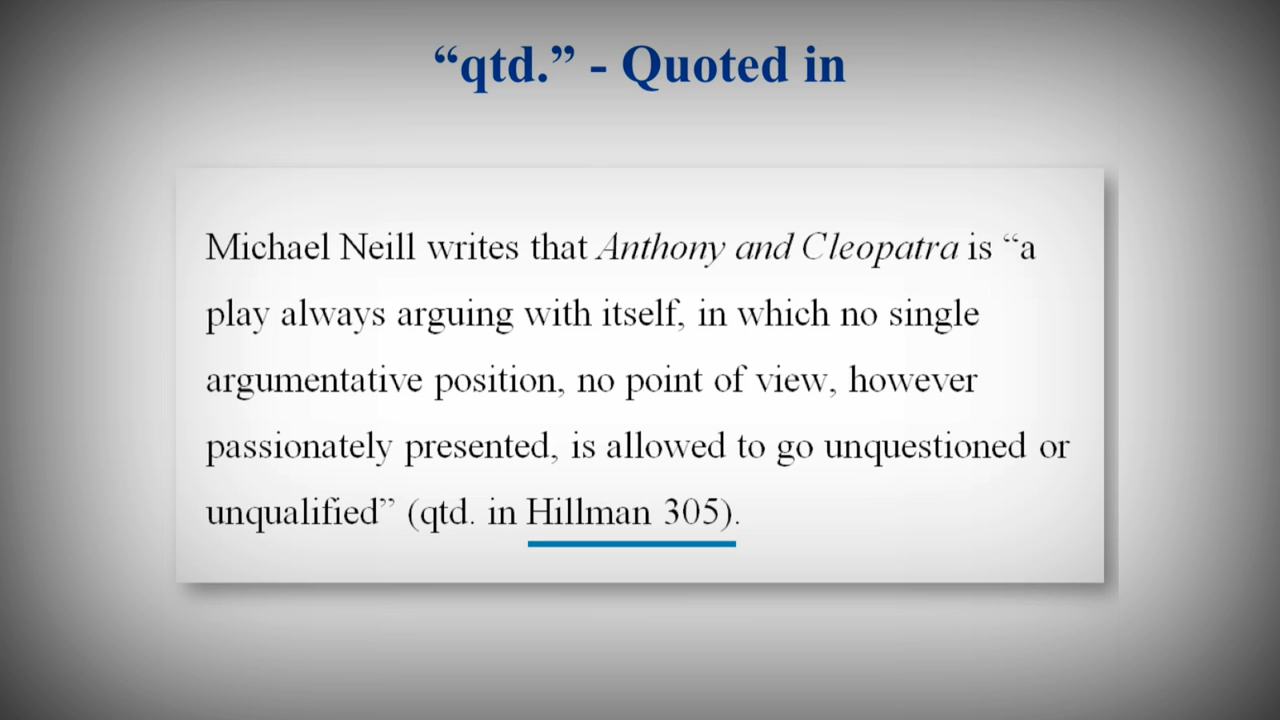 “qtd.” - Quoted in
Michael Neill writes that Anthony and Cleopatra is “a
play always arguing with itself, in which no single
argumentative position, no point of view, however
passionately presented, is allowed to go unquestioned or
unqualified” (qtd. in Hillman 305).